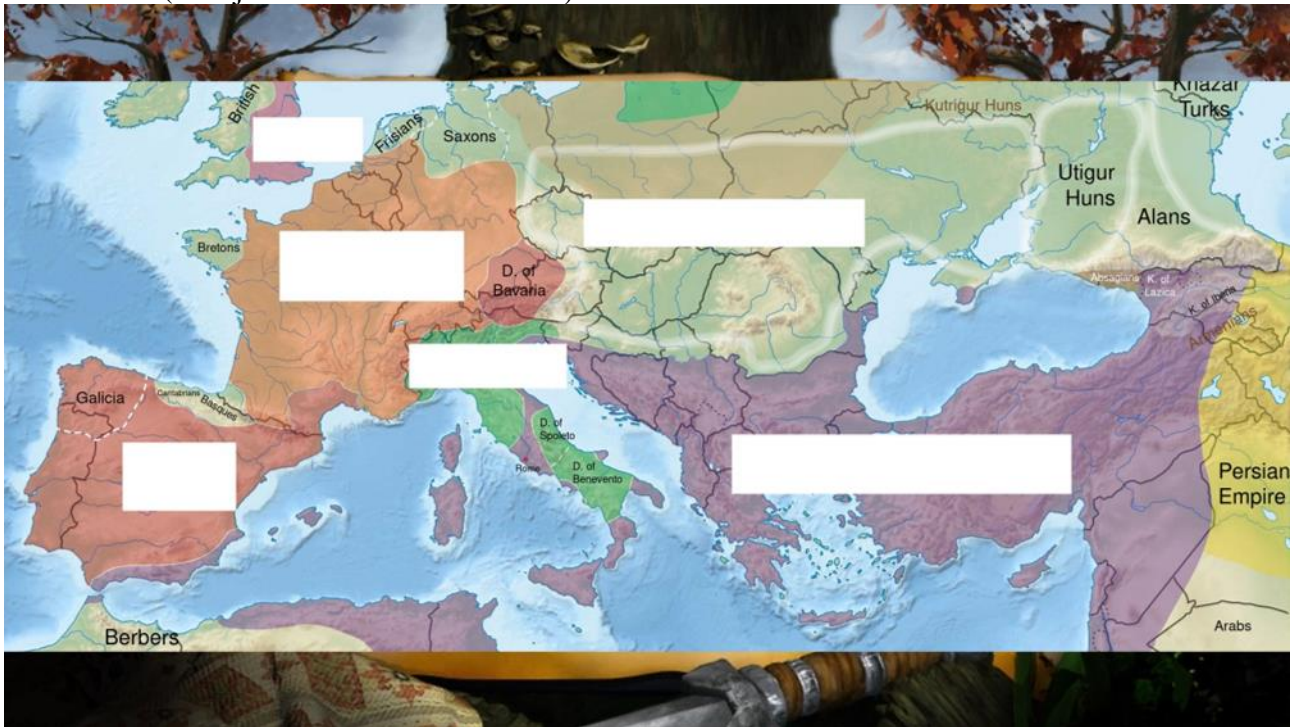 Khazar
Turks
Kutrigur Huns
British
Frisians
Saxons
Utigur
Huns
Alans
Bretons
D. of
Bavaria
Absagians
K. of
Lazica
K. of Iberia
Armenians
Galicia
Cantabrians
Basques
D. of
Spoleto
Rome
D. of
Benevento
Persian
Empire
Berbers
Arabs